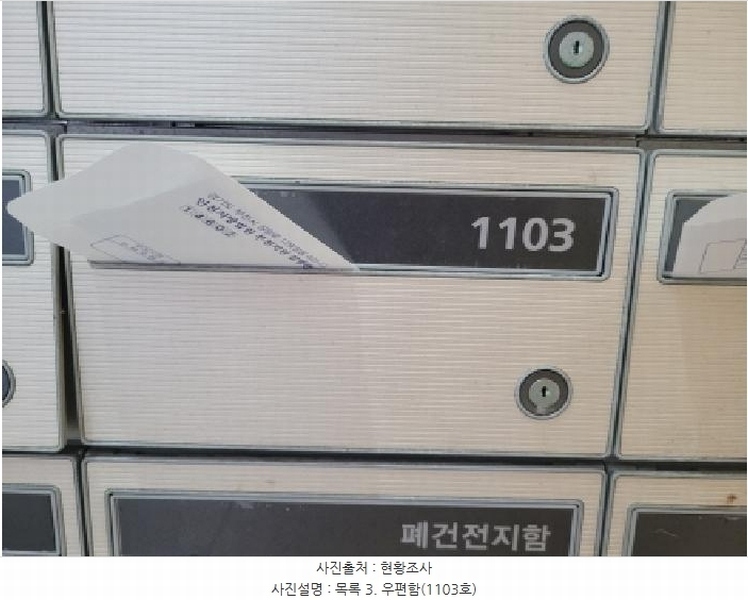 1103
폐건전지함
사진출처 : 현황조사
사진설명 : 목록 3. 우편함(1103호)